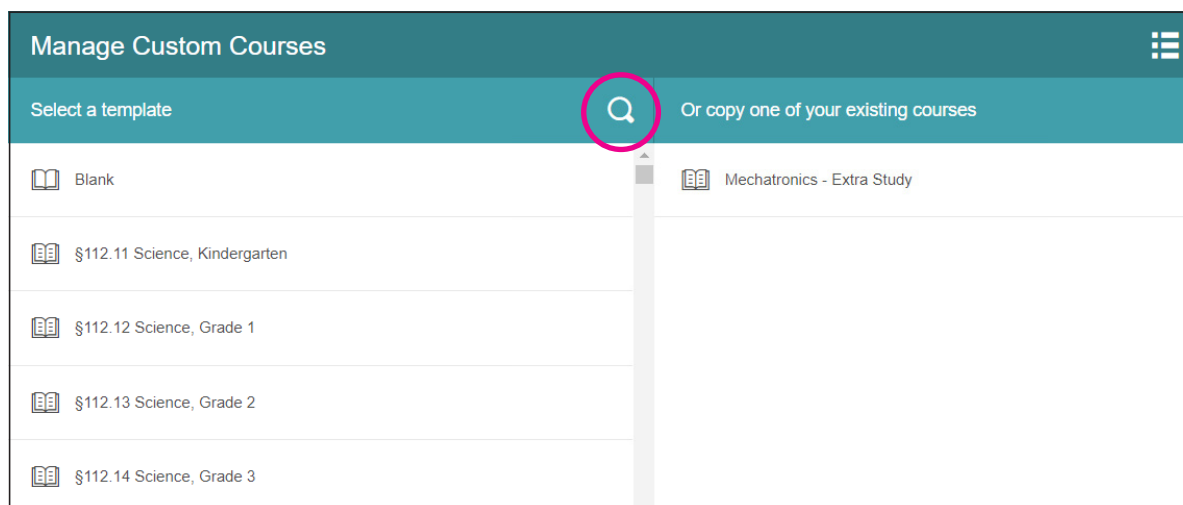 Manage Custom Courses
Select a template
Or copy one of your existing courses
Blank
Mechatronics - Extra Study
§112.11 Science, Kindergarten
§112.12 Science, Grade 1
§112.13 Science, Grade 2
§112.14 Science, Grade 3